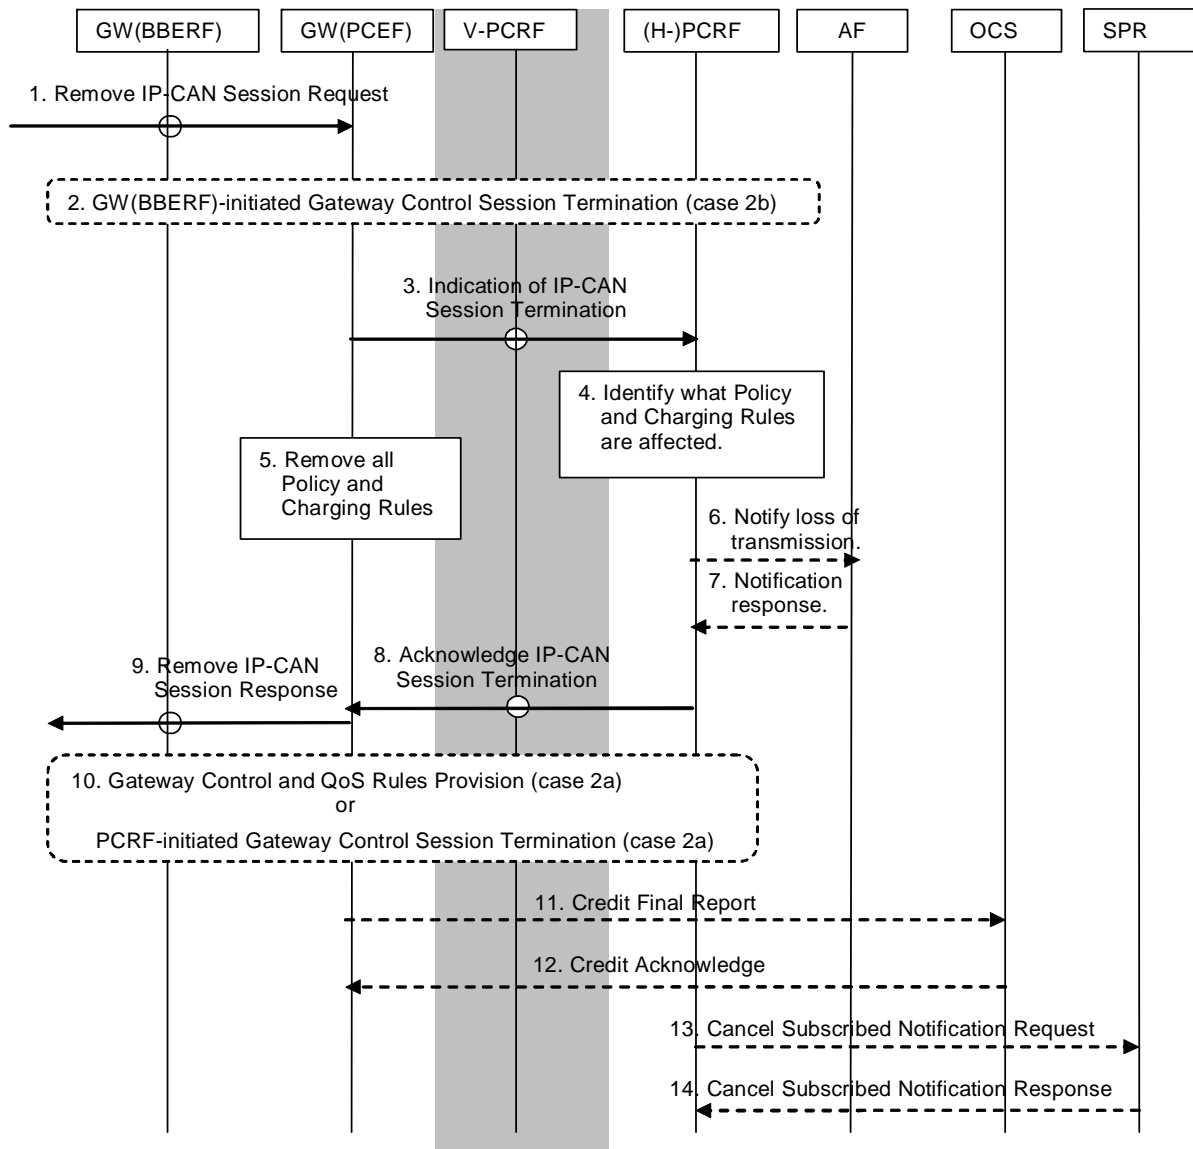 GW(BBERF)
GW(PCEF)
V-PCRF
(H-)PCRF
AF
OCS
SPR
1. Remove IP-CAN Session Request
2. GW(BBERF)-initiated Gateway Control Session Termination (case 2b)
3. Indication of IP-CAN
Session Termination
4. Identify what Policy
and Charging Rules
are affected.
5. Remove all
Policy and
Charging Rules
6. Notify loss of
transmission.
7. Notification
response.
8. Acknowledge IP-CAN
Session Termination
9. Remove IP-CAN
Session Response
10. Gateway Control and QoS Rules Provision (case 2a)
or
PCRF-initiated Gateway Control Session Termination (case 2a)
11. Credit Final Report
12. Credit Acknowledge
13. Cancel Subscribed Notification Request
14. Cancel Subscribed Notification Response